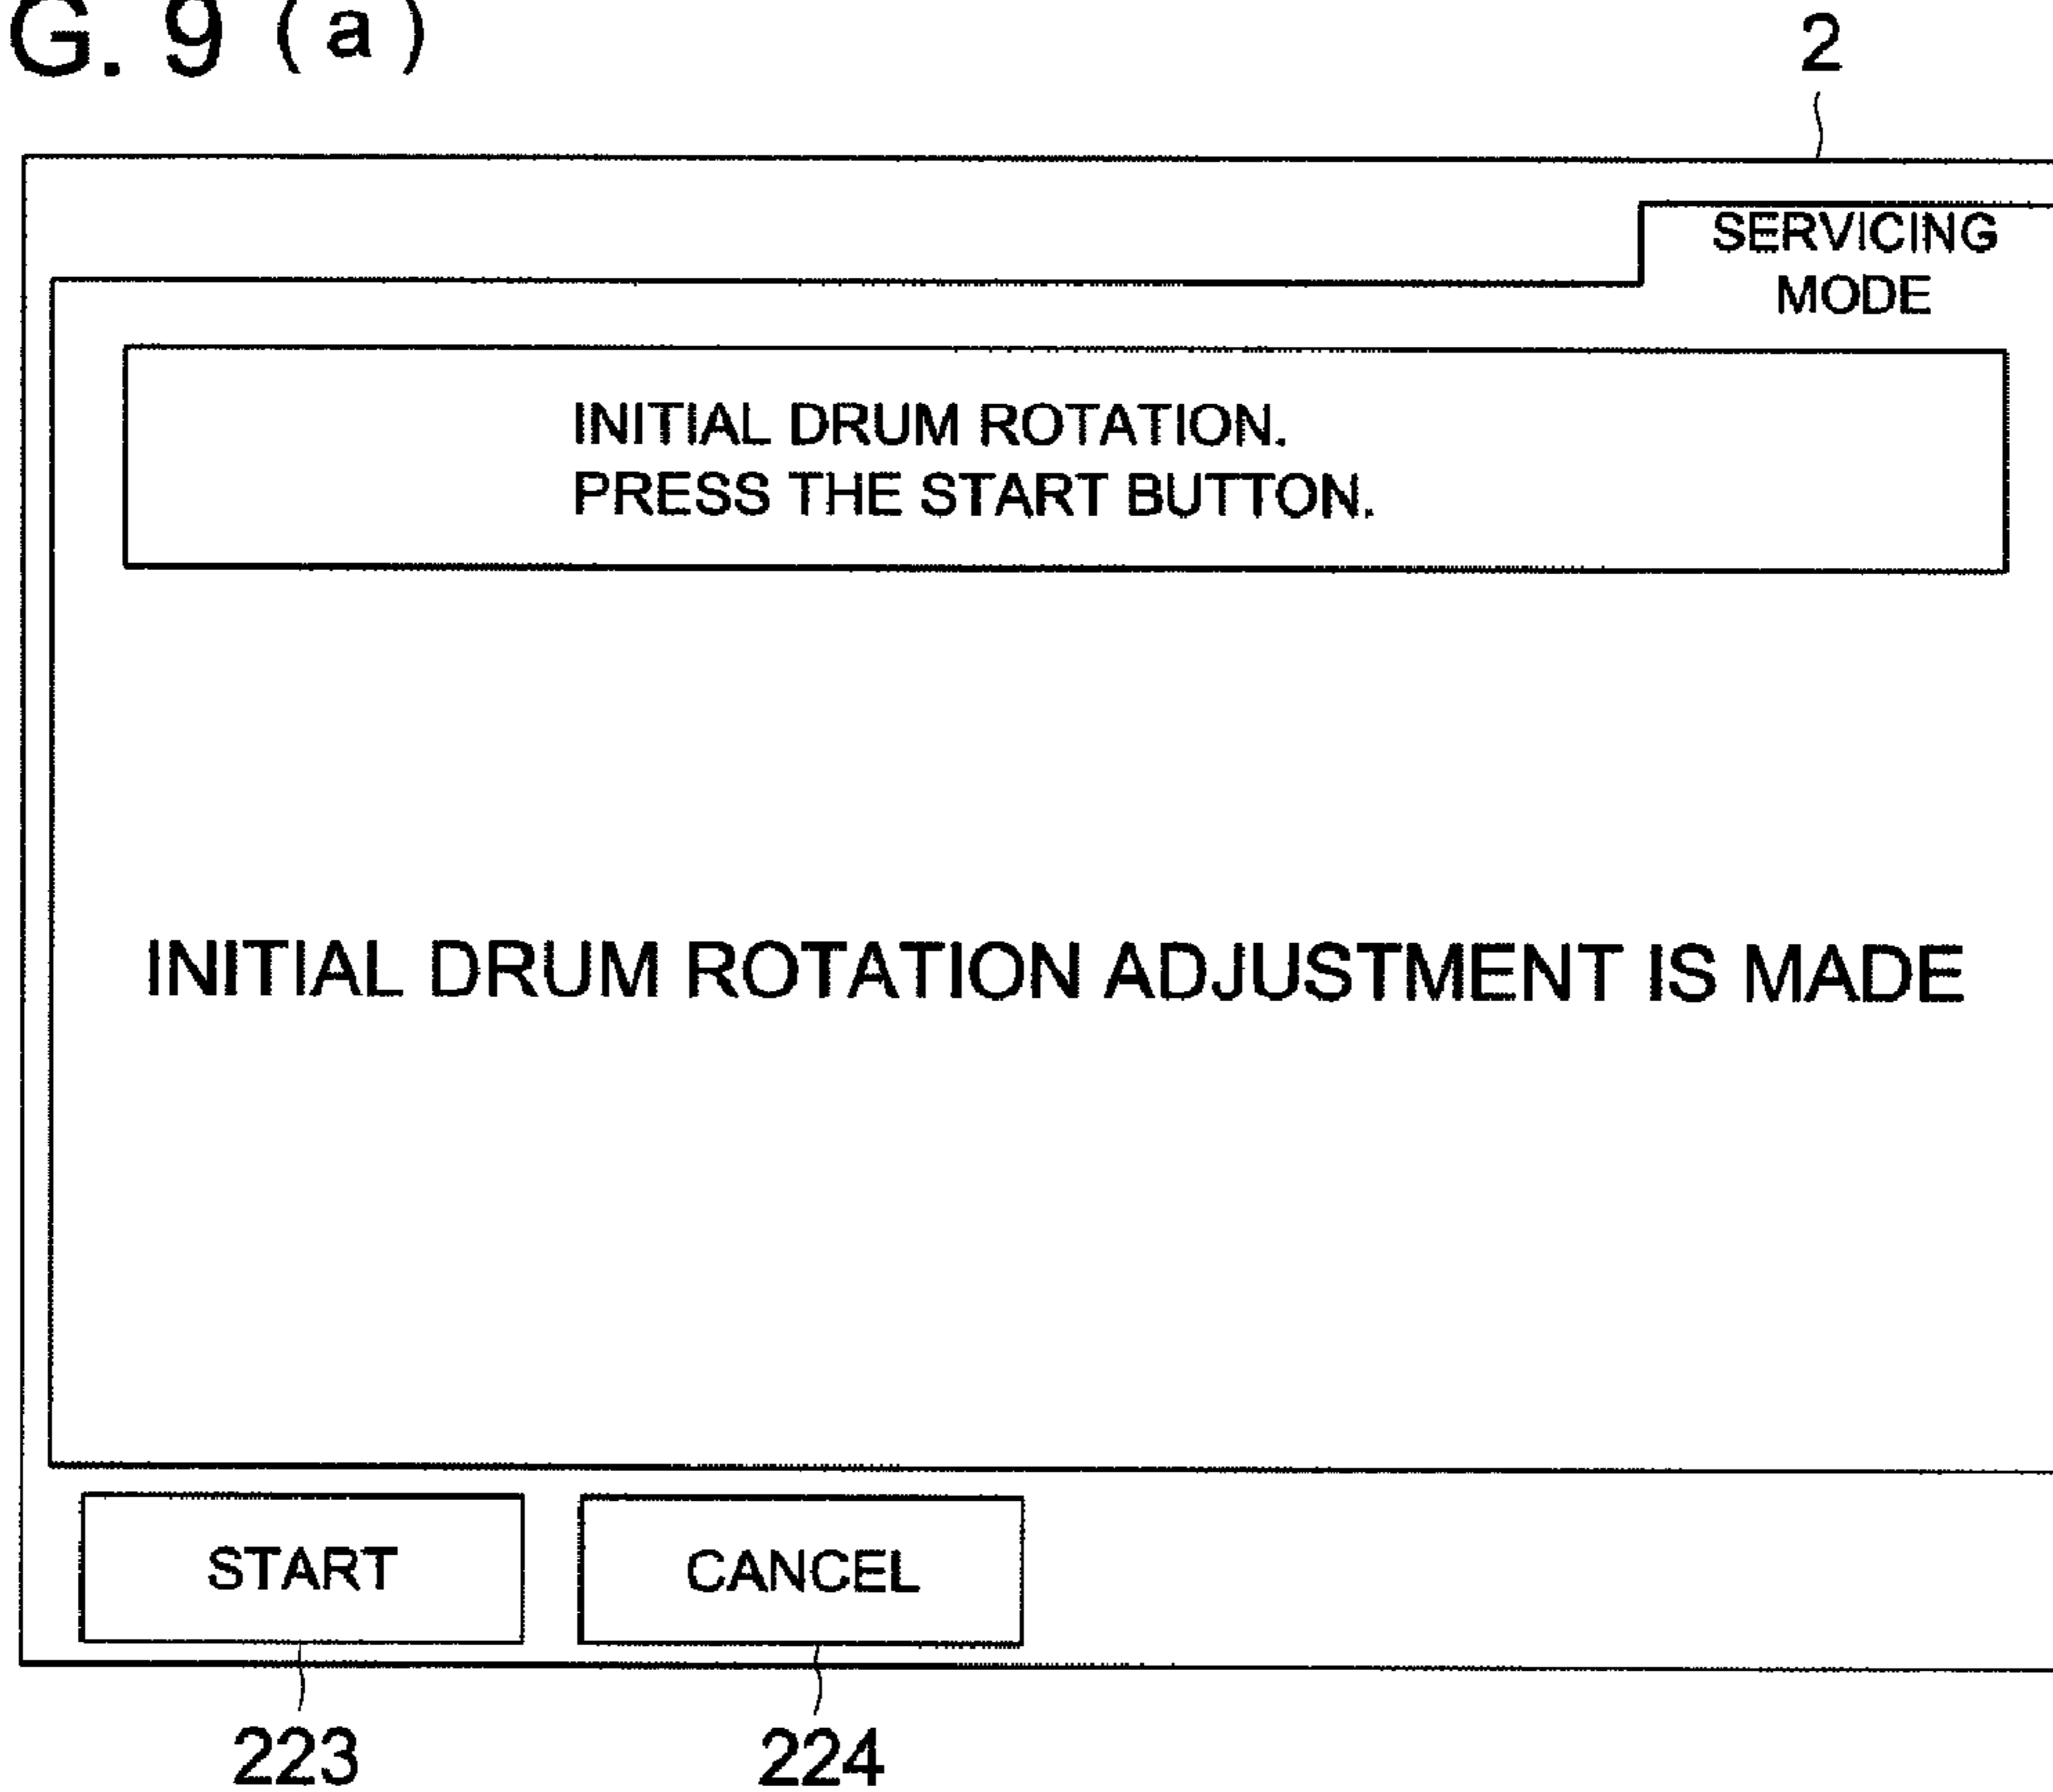 G. 9 (a)
2
SERVICING
MODE
INITIAL DRUM ROTATION.
PRESS THE START BUTTON.
INITIAL DRUM ROTATION ADJUSTMENT IS MADE
START CANCEL
223 224